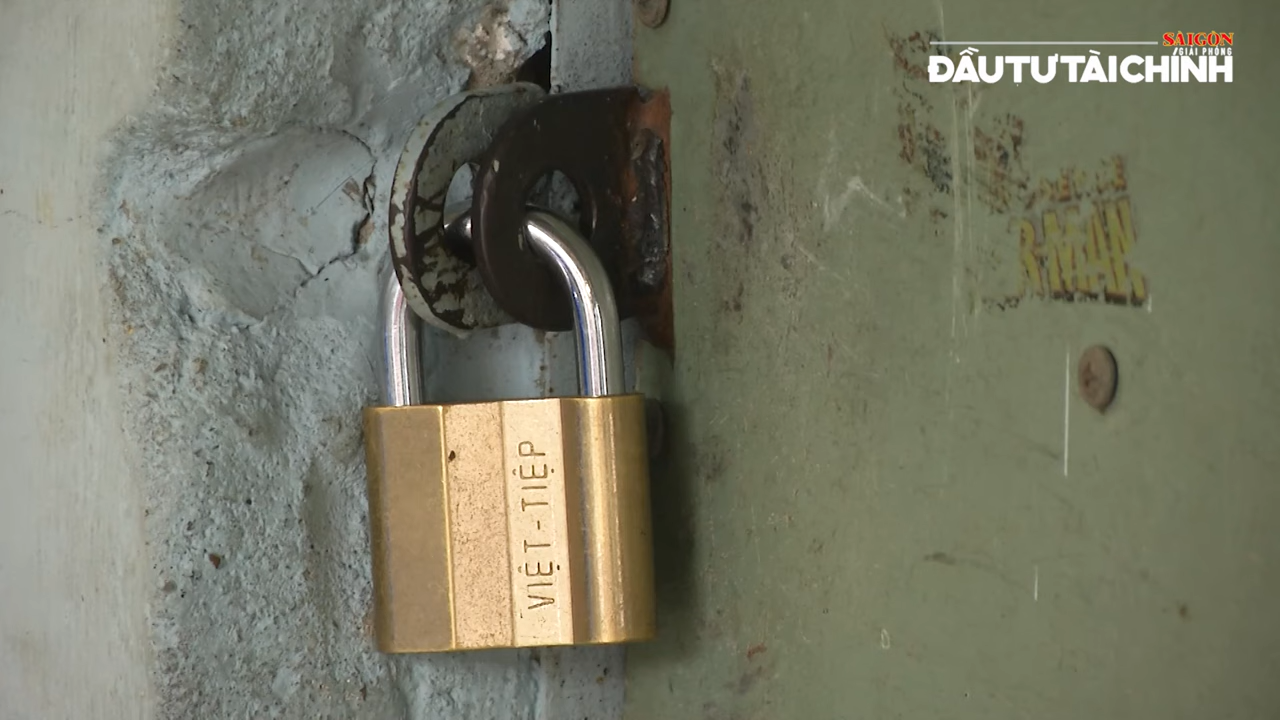 SAIGON
GIẢI PHÓNG
ĐẦU TƯ TÀI CHÍNH
VIỆT-TIỆP